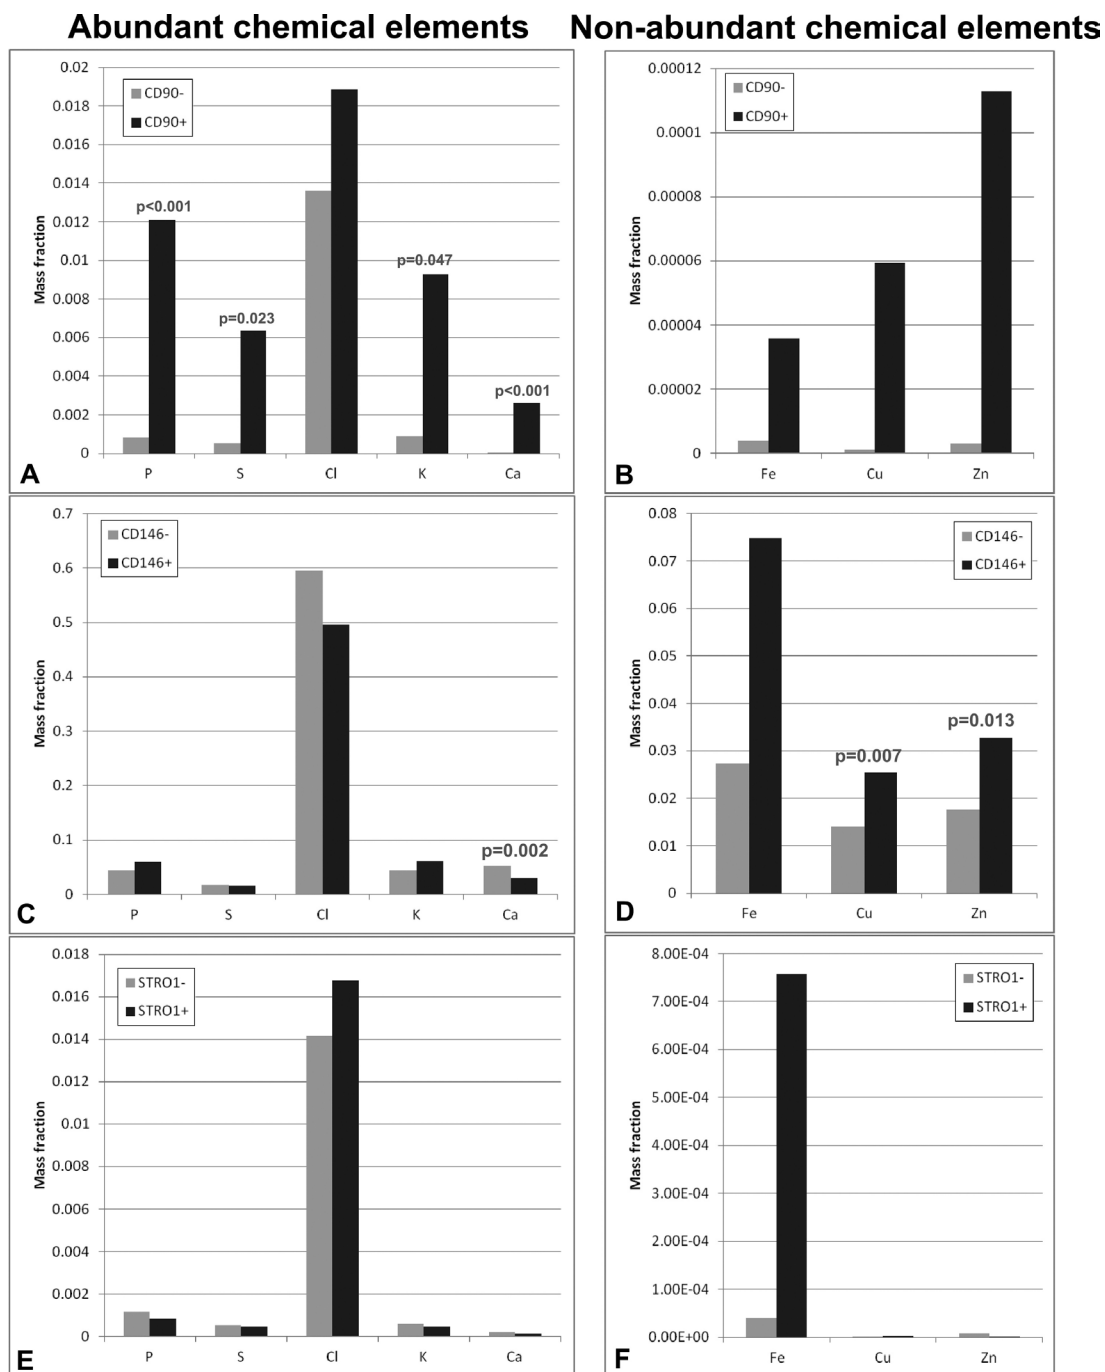 Abundant chemical elements
Non-abundant chemical elements
0.02
0.018
0.016
0.014
0.012
0.01
0.008
0.006
0.004
0.002
0
Mass fraction
CD90-
CD90+
p<0.001
p=0.023
p=0.047
p<0.001
P S Cl K Ca
A
0.00012
0.0001
0.00008
0.00006
0.00004
0.00002
0
Mass fraction
CD90-
CD90+
Fe Cu Zn
B
0.7
0.6
0.5
0.4
0.3
0.2
0.1
0
Mass fraction
CD146-
CD146+
p=0.002
P S Cl K Ca
C
0.08
0.07
0.06
0.05
0.04
0.03
0.02
0.01
0
Mass fraction
CD146-
CD146+
p=0.007
p=0.013
Fe Cu Zn
D
0.018
0.016
0.014
0.012
0.01
0.008
0.006
0.004
0.002
0
Mass fraction
STRO1-
STRO1+
P S Cl K Ca
E
8.00E-04
7.00E-04
6.00E-04
5.00E-04
4.00E-04
3.00E-04
2.00E-04
1.00E-04
0.00E+00
Mass fraction
STRO1-
STRO1+
Fe Cu Zn
F